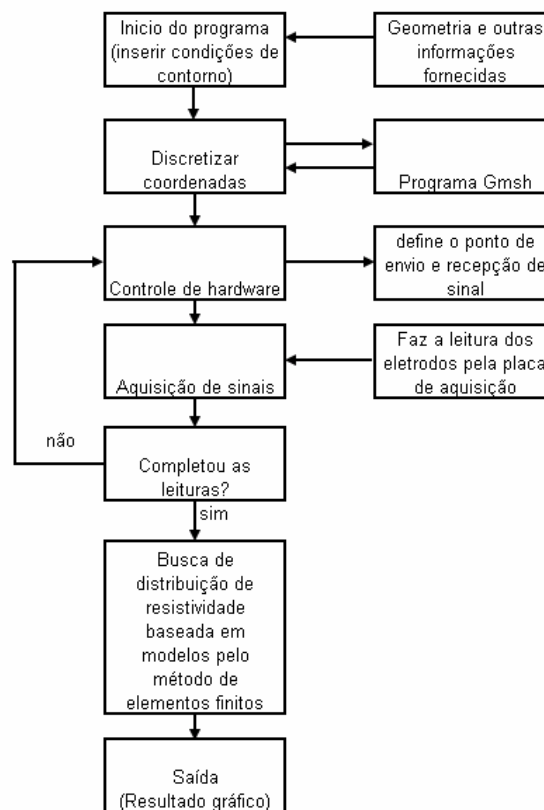 Inicio do programa
(inserir condições de
contorno)
Geometria e outras
informações
fornecidas
Discretizar
coordenadas
Programa Gmsh
Controle de hardware
define o ponto de
envio e recepção de
sinal
Aquisição de sinais
Faz a leitura dos
eletrodos pela placa
de aquisição
não
Completou as
leituras?
sim
Busca de
distribuição de
resistividade
baseada em
modelos pelo
método de
elementos finitos
Saída
(Resultado gráfico)